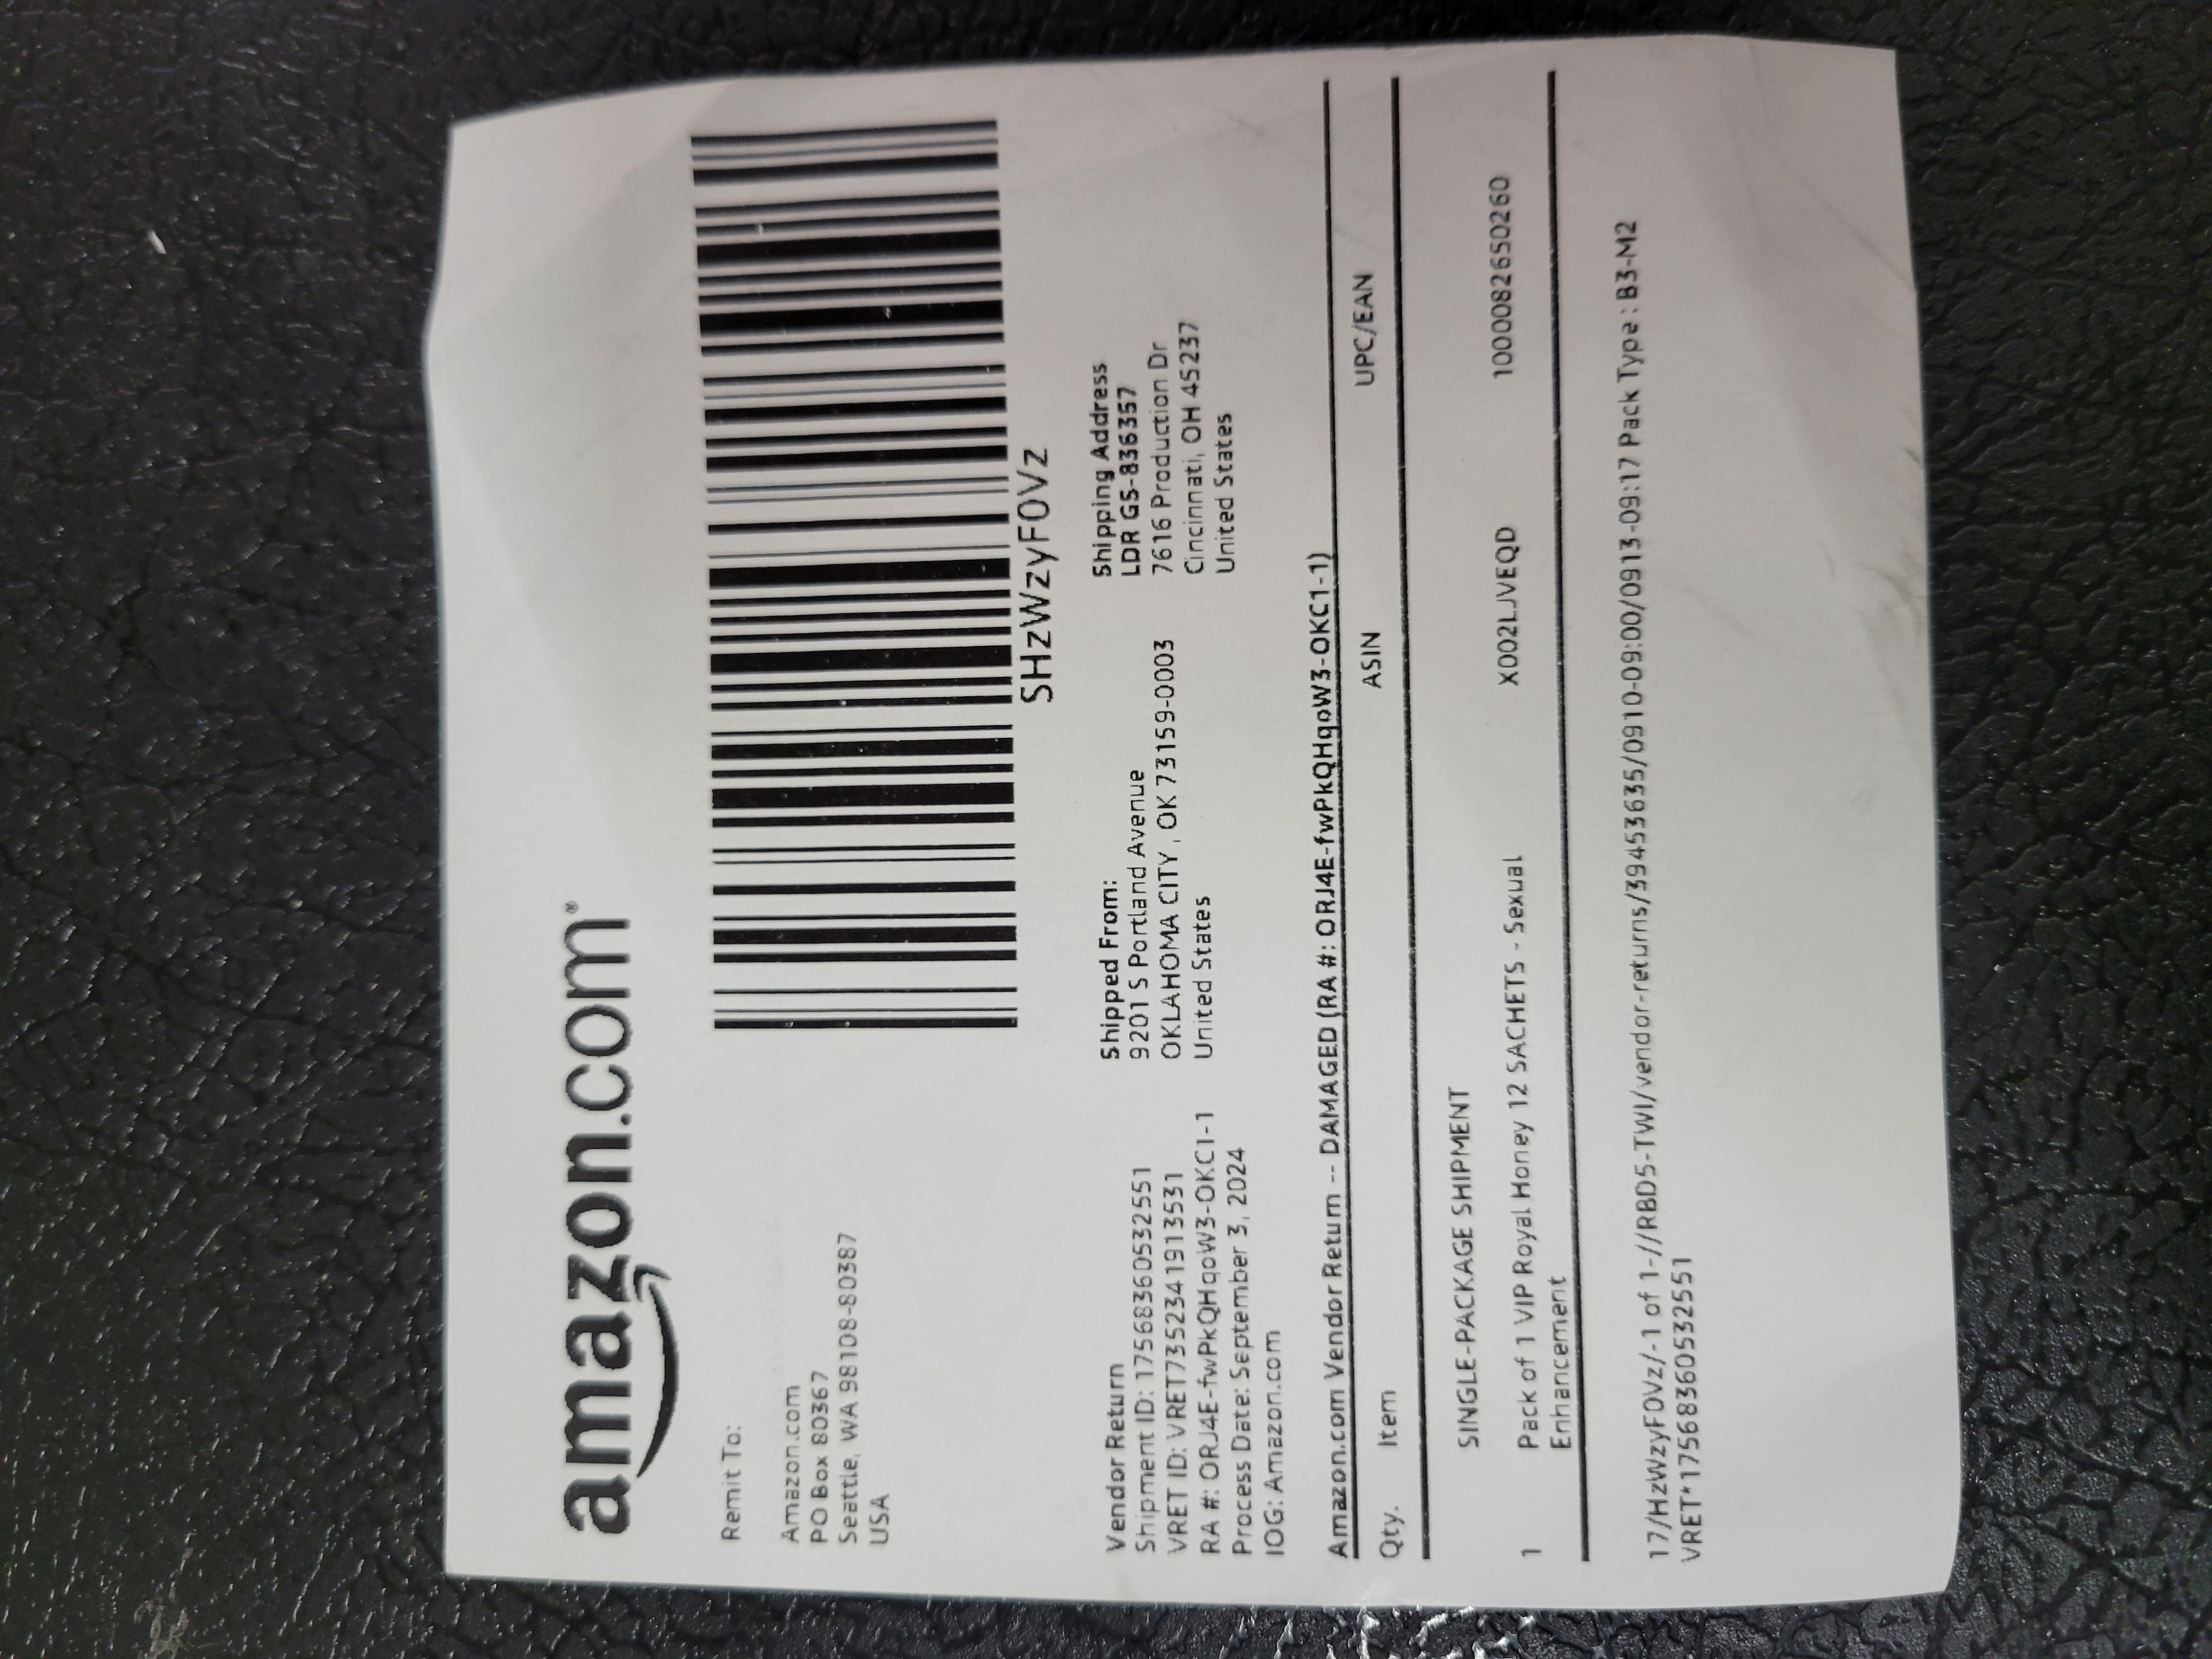 amazon.com®
Remit To:
Amazon.com
PO Box 80367
Seattle, WA 98108-80387
USA
SHzWzyF0Vz
Vendor Return
Shipment ID: 17568360532551
VRET ID: VRET7352341913531
RA #: ORJ4E-fwPkQHqoW3-OKC1-1
Process Date: September 3, 2024
IOG: Amazon.com
Shipped From:
9201 S Portland Avenue
OKLAHOMA CITY, OK 73159-0003
United States
Shipping Address
LDR GS-836357
7616 Production Dr
Cincinnati, OH 45237
United States
Amazon.com Vendor Return -- DAMAGED (RA #: ORJ4E-fwPkQHqoW3-OKC1-1)
Qty. Item ASIN UPC/EAN
SINGLE-PACKAGE SHIPMENT
1 Pack of 1 VIP Royal Honey 12 SACHETS - Sexual X002LJVEQD 1000082650260
Enhancement
17/HzWzyF0Vz/-1 of 1-//RBD5-TWI/vendor-returns/39453635/0910-09:00/0913-09:17 Pack Type : B3-M2
VRET*17568360532551